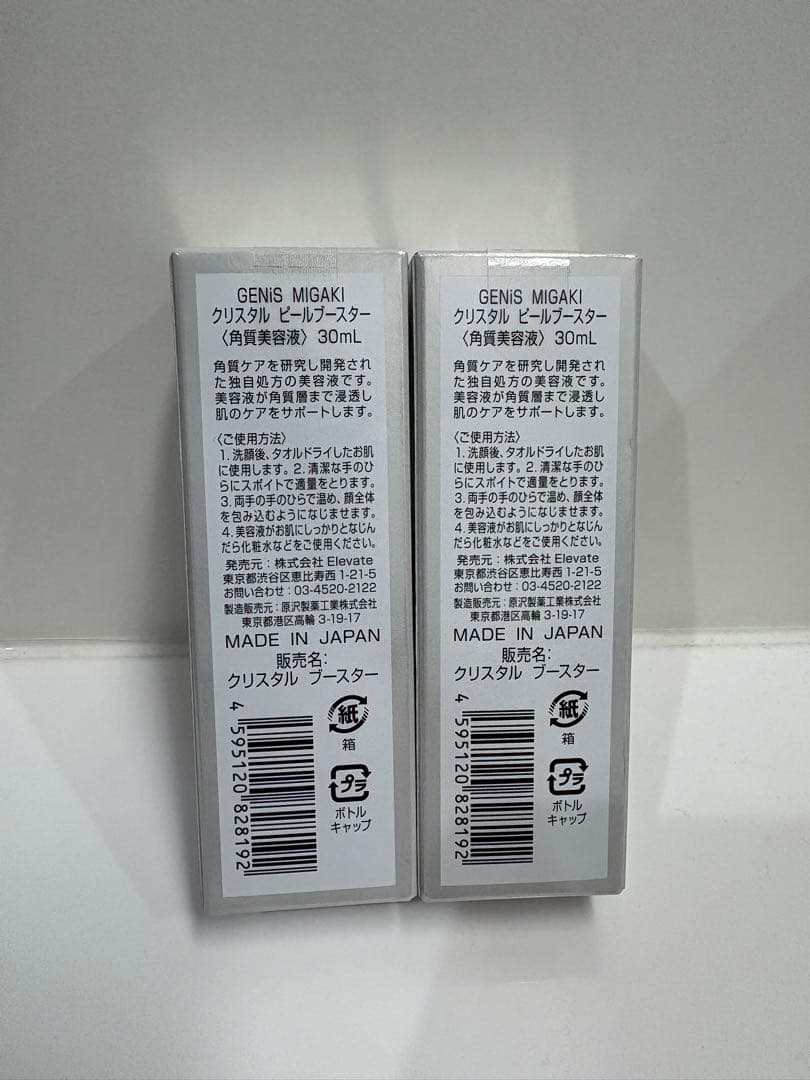 GENiS MIGAKI
クリスタル ピールブースター
〈角質美容液〉 30mL
角質ケアを研究し開発され
た独自処方の美容液です。
美容液が角質層まで浸透し
肌のケアをサポートします。
〈ご使用方法〉
1. 洗顔後、タオルドライしたお肌
に使用します。2. 清潔な手のひ
らにスポイトで適量をとります。
3. 両手の手のひらで温め、顔全体
を包み込むようになじませます。
4. 美容液がお肌にしっかりとなじん
だら化粧水などをご使用ください。
発売元：株式会社 Elevate
東京都渋谷区恵比寿西 1-21-5
お問い合わせ：03-4520-2122
製造販売元：原沢製薬工業株式会社
東京都港区高輪 3-19-17
MADE IN JAPAN
販売名：
クリスタル ブースター
紙
箱
プラ
ボトル
キャップ
4 595120 828192
GENiS MIGAKI
クリスタル ピールブースター
〈角質美容液〉 30mL
角質ケアを研究し開発され
た独自処方の美容液です。
美容液が角質層まで浸透し
肌のケアをサポートします。
〈ご使用方法〉
1. 洗顔後、タオルドライしたお肌
に使用します。2. 清潔な手のひ
らにスポイトで適量をとります。
3. 両手の手のひらで温め、顔全体
を包み込むようになじませます。
4. 美容液がお肌にしっかりとなじん
だら化粧水などをご使用ください。
発売元：株式会社 Elevate
東京都渋谷区恵比寿西 1-21-5
お問い合わせ：03-4520-2122
製造販売元：原沢製薬工業株式会社
東京都港区高輪 3-19-17
MADE IN JAPAN
販売名：
クリスタル ブースター
紙
箱
プラ
ボトル
キャップ
4 595120 828192